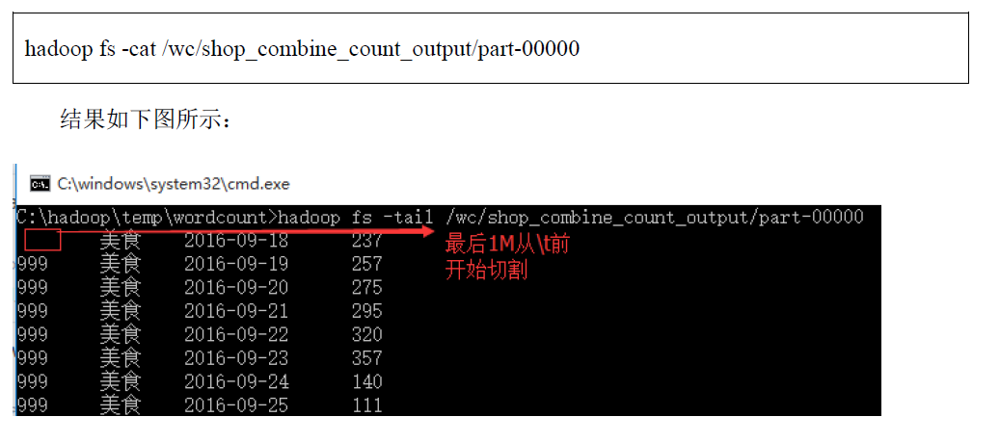 hadoop fs -cat /wc/shop_combine_count_output/part-00000
结果如下图所示：
C:\windows\system32\cmd.exe
C:\hadoop\temp\wordcount>hadoop fs -tail /wc/shop_combine_count_output/part-00000
美食 2016-09-18 237 最后1M从\t前
999 美食 2016-09-19 257 开始切割
999 美食 2016-09-20 275
999 美食 2016-09-21 295
999 美食 2016-09-22 320
999 美食 2016-09-23 357
999 美食 2016-09-24 140
999 美食 2016-09-25 111